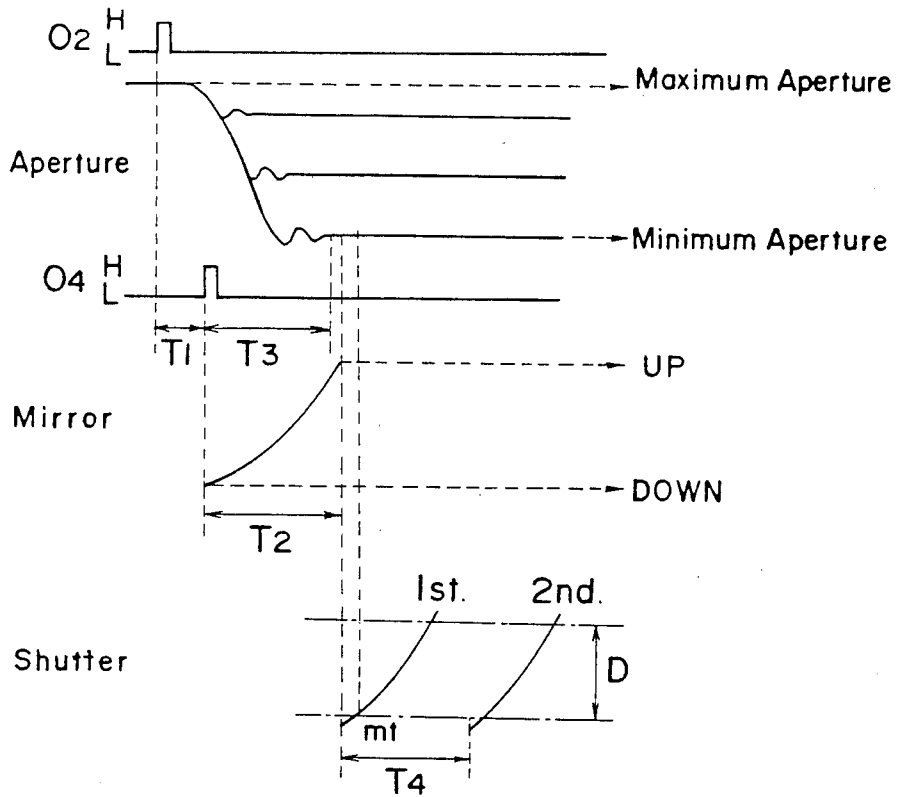 O2 H
L
Maximum Aperture
Aperture
Minimum Aperture
O4 H
L
T1 T3
UP
Mirror
DOWN
T2
1st. 2nd.
Shutter
D
mt
T4